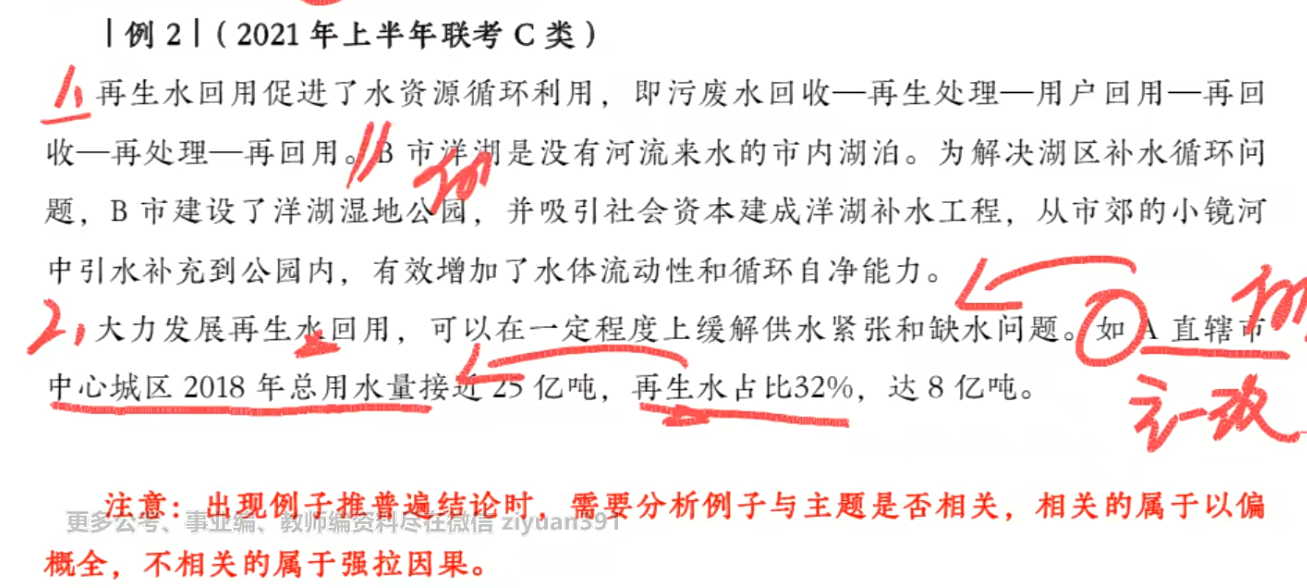 ｜例 2｜（2021 年上半年联考 C 类）
1、再生水回用促进了水资源循环利用，即污废水回收—再生处理—用户回用—再回
收—再处理—再回用。B 市洋湖是没有河流来水的市内湖泊。为解决湖区补水循环问
题，B 市建设了洋湖湿地公园，并吸引社会资本建成洋湖补水工程，从市郊的小镜河
中引水补充到公园内，有效增加了水体流动性和循环自净能力。
2、大力发展再生水回用，可以在一定程度上缓解供水紧张和缺水问题。如 A 直辖市
中心城区 2018 年总用水量接近 25 亿吨，再生水占比32%，达 8 亿吨。
注意：出现例子推普遍结论时，需要分析例子与主题是否相关，相关的属于以偏
更多公考、事业编、教师编资料尽在微信 ziyuan391
概全，不相关的属于强拉因果。